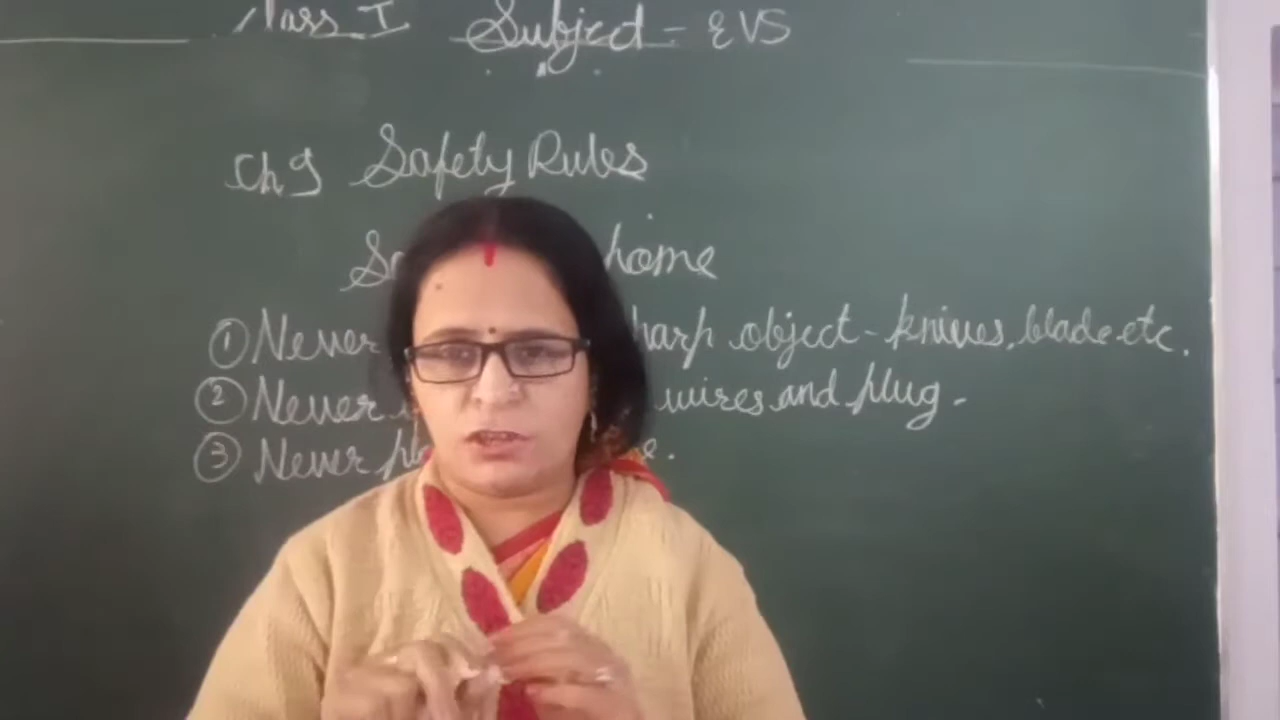 Class I Subject - EVS
Ch 9 Safety Rules
home
① Never sharp object - knives, blade etc.
② Never wires and plug.
③ Never